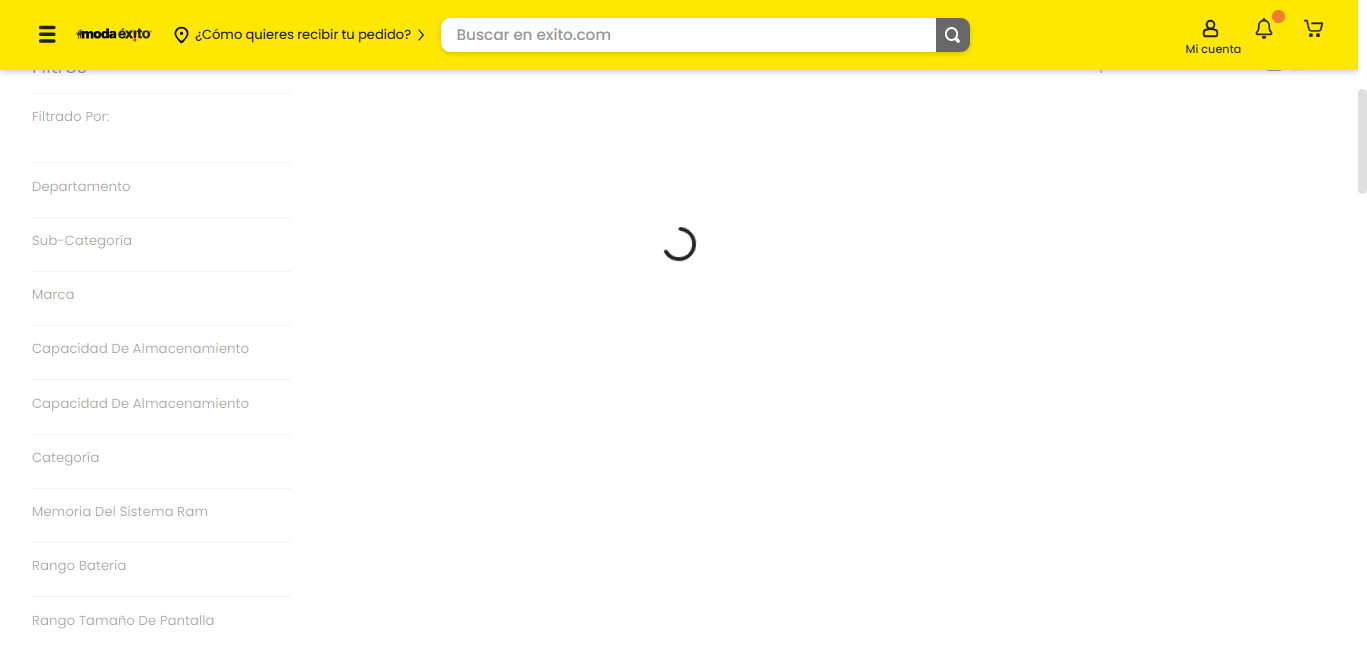 #moda éxito
¿Cómo quieres recibir tu pedido?
Buscar en exito.com
Mi cuenta
Filtros
Filtrado Por:
Departamento
Sub-Categoría
Marca
Capacidad De Almacenamiento
Capacidad De Almacenamiento
Categoría
Memoria Del Sistema Ram
Rango Bateria
Rango Tamaño De Pantalla